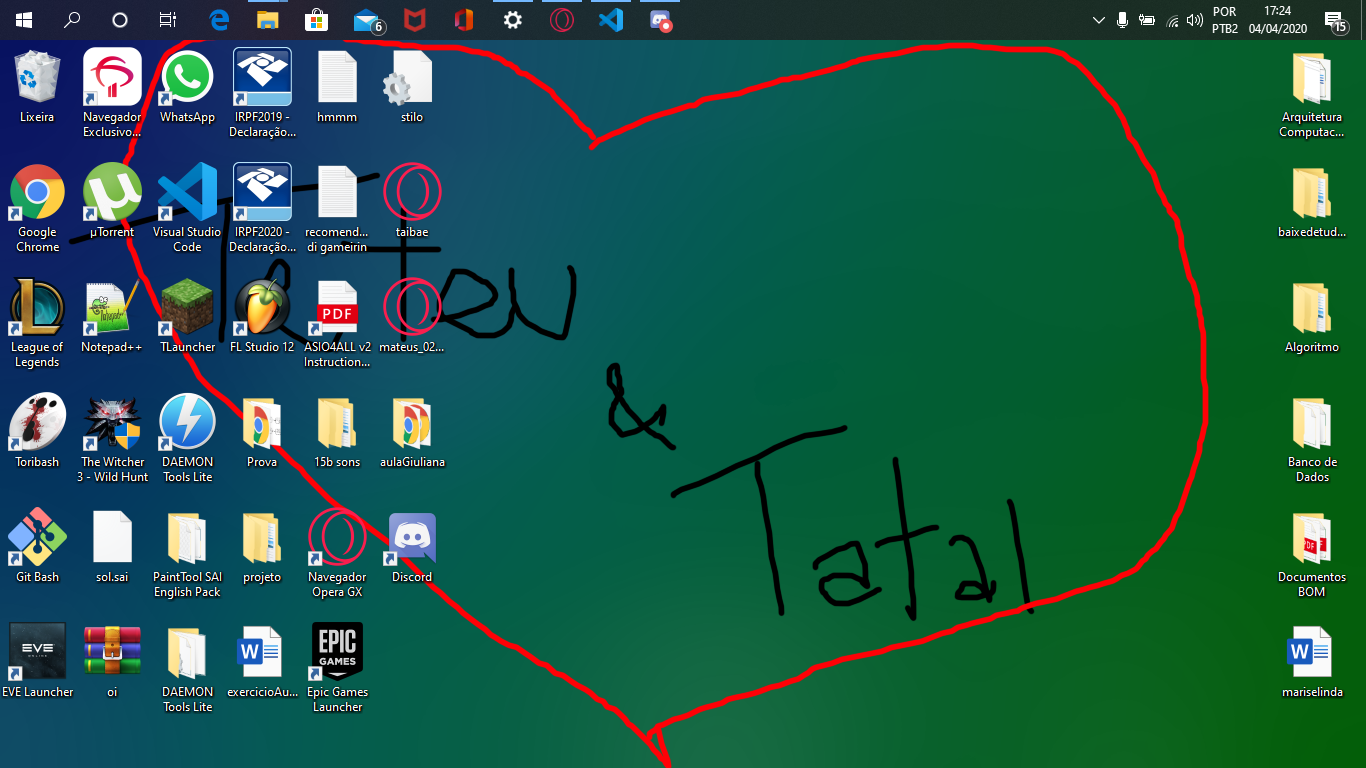 POR 17:24
PTB2 04/04/2020
6
15
Lixeira
Navegador Exclusivo...
WhatsApp
IRPF2019 - Declaração...
hmmm
stilo
Arquitetura Computac...
Google Chrome
µTorrent
Visual Studio Code
IRPF2020 - Declaração...
recomend... di gameirin
taibae
baixedetud...
League of Legends
Notepad++
TLauncher
FL Studio 12
PDF
ASIO4ALL v2 Instruction...
mateus_02...
Algoritmo
Toribash
The Witcher 3 - Wild Hunt
DAEMON Tools Lite
Prova
15b sons
aulaGiuliana
Banco de Dados
Git Bash
sol.sai
PaintTool SAI English Pack
projeto
Navegador Opera GX
Discord
PDF
Documentos BOM
EVE
EVE Launcher
oi
DAEMON Tools Lite
W
exercicioAu...
EPIC GAMES
Epic Games Launcher
W
mariselinda
&
Tatal